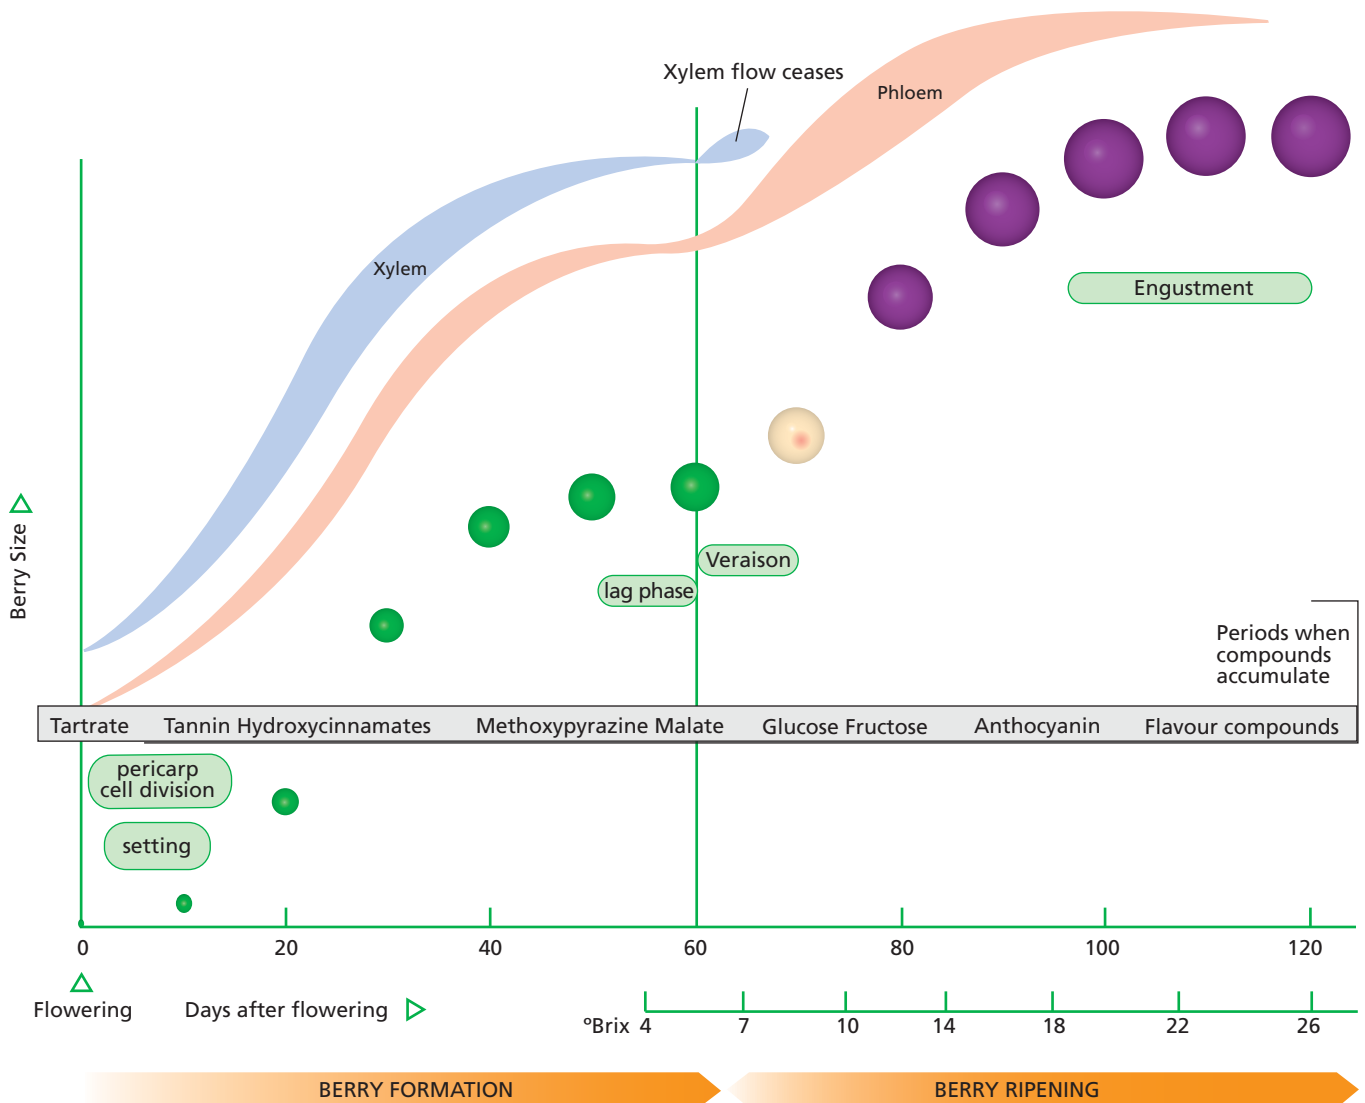 Xylem flow ceases
Phloem
Xylem
Engustment
Berry Size
Veraison
lag phase
Periods when
compounds
accumulate
Tartrate Tannin Hydroxycinnamates Methoxypyrazine Malate Glucose Fructose Anthocyanin Flavour compounds
pericarp
cell division
setting
0 20 40 60 80 100 120
Flowering Days after flowering
ºBrix 4 7 10 14 18 22 26
BERRY FORMATION BERRY RIPENING